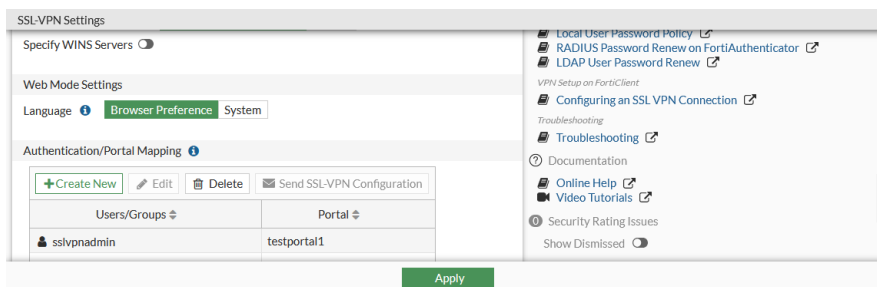 SSL-VPN Settings
Specify WINS Servers
Web Mode Settings
Language Browser Preference System
Authentication/Portal Mapping
+Create New Edit Delete Send SSL-VPN Configuration
Users/Groups Portal
sslvpnadmin testportal1
Local User Password Policy
RADIUS Password Renew on FortiAuthenticator
LDAP User Password Renew
VPN Setup on FortiClient
Configuring an SSL VPN Connection
Troubleshooting
Troubleshooting
Documentation
Online Help
Video Tutorials
0 Security Rating Issues
Show Dismissed
Apply